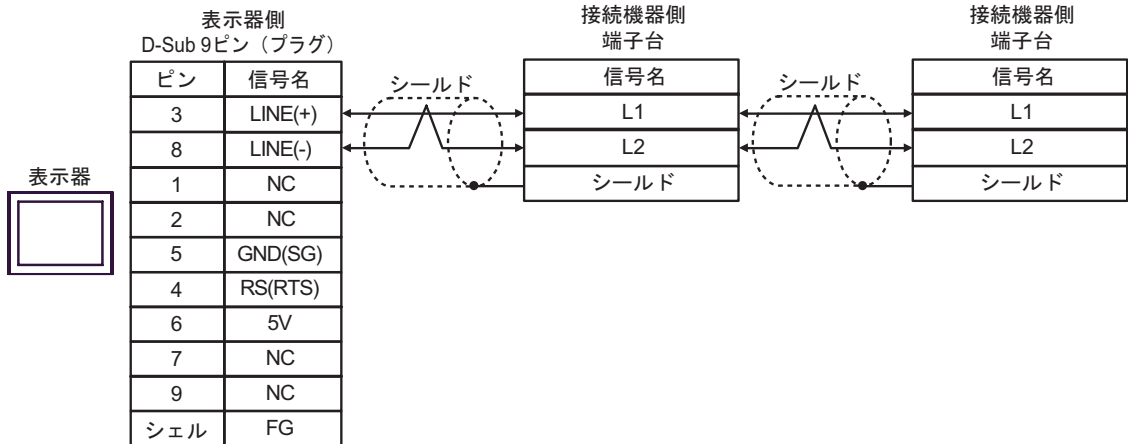 表示器側
D-Sub 9ピン（プラグ）
ピン 信号名
3 LINE(+)
8 LINE(-)
1 NC
2 NC
5 GND(SG)
4 RS(RTS)
6 5V
7 NC
9 NC
シェル FG
表示器
シールド
接続機器側
端子台
信号名
L1
L2
シールド
シールド
接続機器側
端子台
信号名
L1
L2
シールド